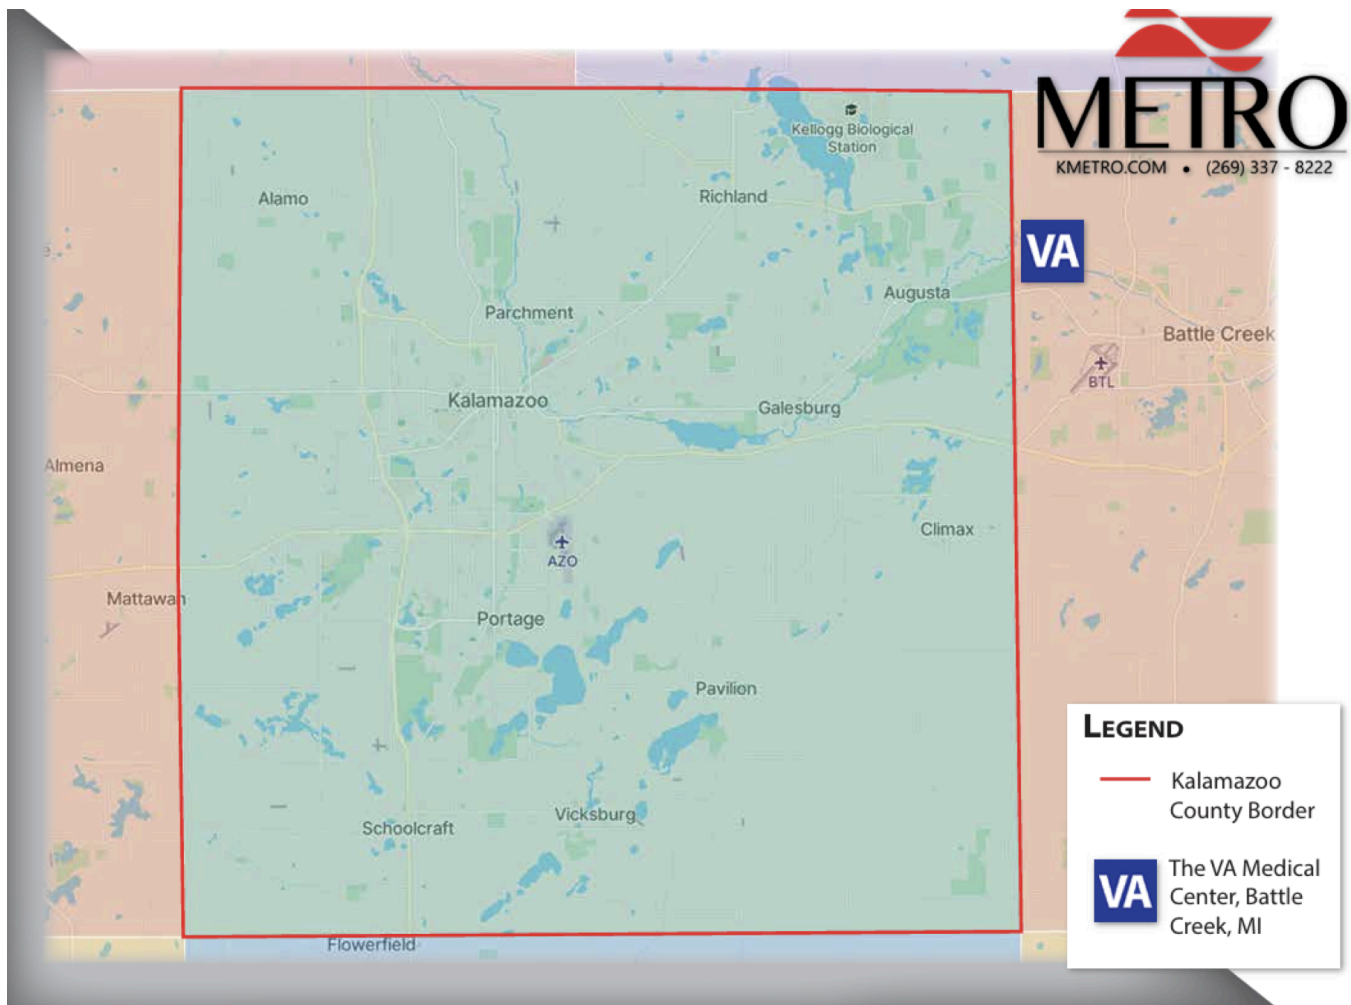 METRO
KMETRO.COM • (269) 337 - 8222
Kellogg Biological
Station
Alamo
Richland
VA
Augusta
Parchment
Battle Creek
BTL
Kalamazoo
Galesburg
Almena
Climax
AZO
Mattawan
Portage
Pavilion
Vicksburg
Schoolcraft
Flowerfield
LEGEND
Kalamazoo
County Border
VA
The VA Medical
Center, Battle
Creek, MI